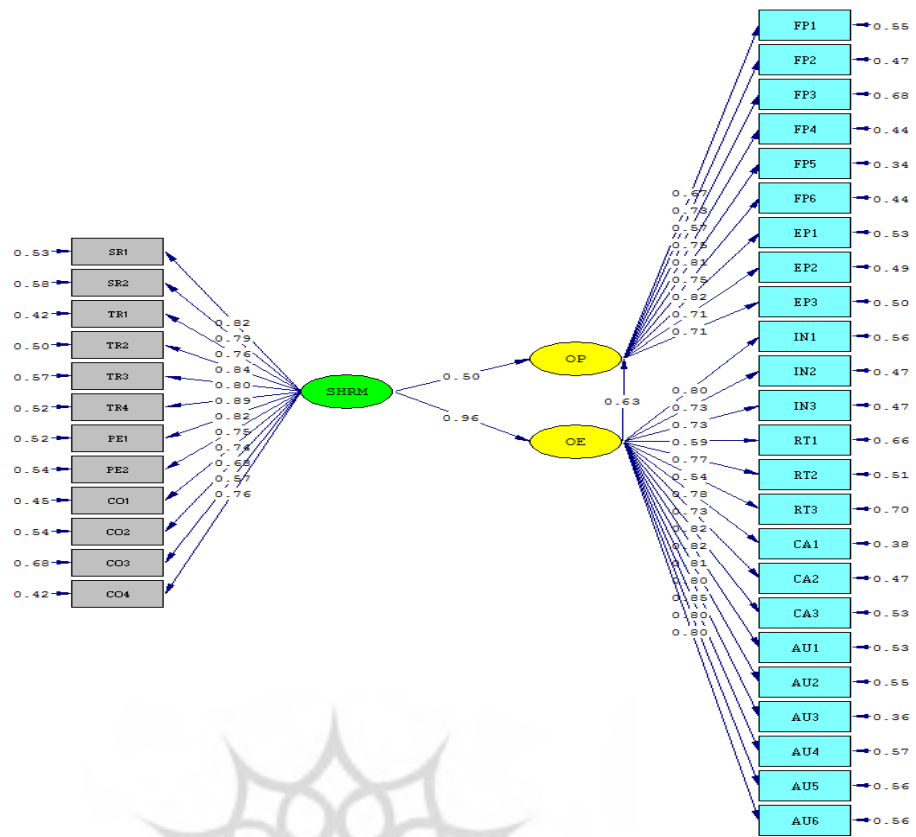 FP1 0.55
FP2 0.47
FP3 0.68
FP4 0.44
FP5 0.34
FP6 0.44
EP1 0.53
EP2 0.49
EP3 0.50
IN1 0.56
IN2 0.47
IN3 0.47
RT1 0.66
RT2 0.51
RT3 0.70
CA1 0.38
CA2 0.47
CA3 0.53
AU1 0.53
AU2 0.55
AU3 0.36
AU4 0.57
AU5 0.56
AU6 0.56
0.67
0.73
0.57
0.75
0.81
0.75
0.82
0.71
0.71
0.80
0.73
0.73
0.59
0.77
0.54
0.78
0.73
0.82
0.82
0.81
0.80
0.85
0.80
0.80
0.53 SR1
0.58 SR2
0.42 TR1
0.50 TR2
0.57 TR3
0.52 TR4
0.52 PE1
0.54 PE2
0.45 CO1
0.54 CO2
0.68 CO3
0.42 CO4
0.82
0.79
0.76
0.84
0.80
0.89
0.82
0.75
0.74
0.68
0.57
0.76
SHRM
0.50
0.96
OP
0.63
OE